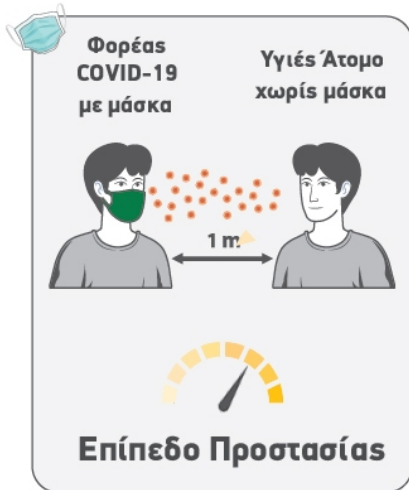 Φορέας
COVID-19
με μάσκα
Υγιές Άτομο
χωρίς μάσκα
1 m
Επίπεδο Προστασίας